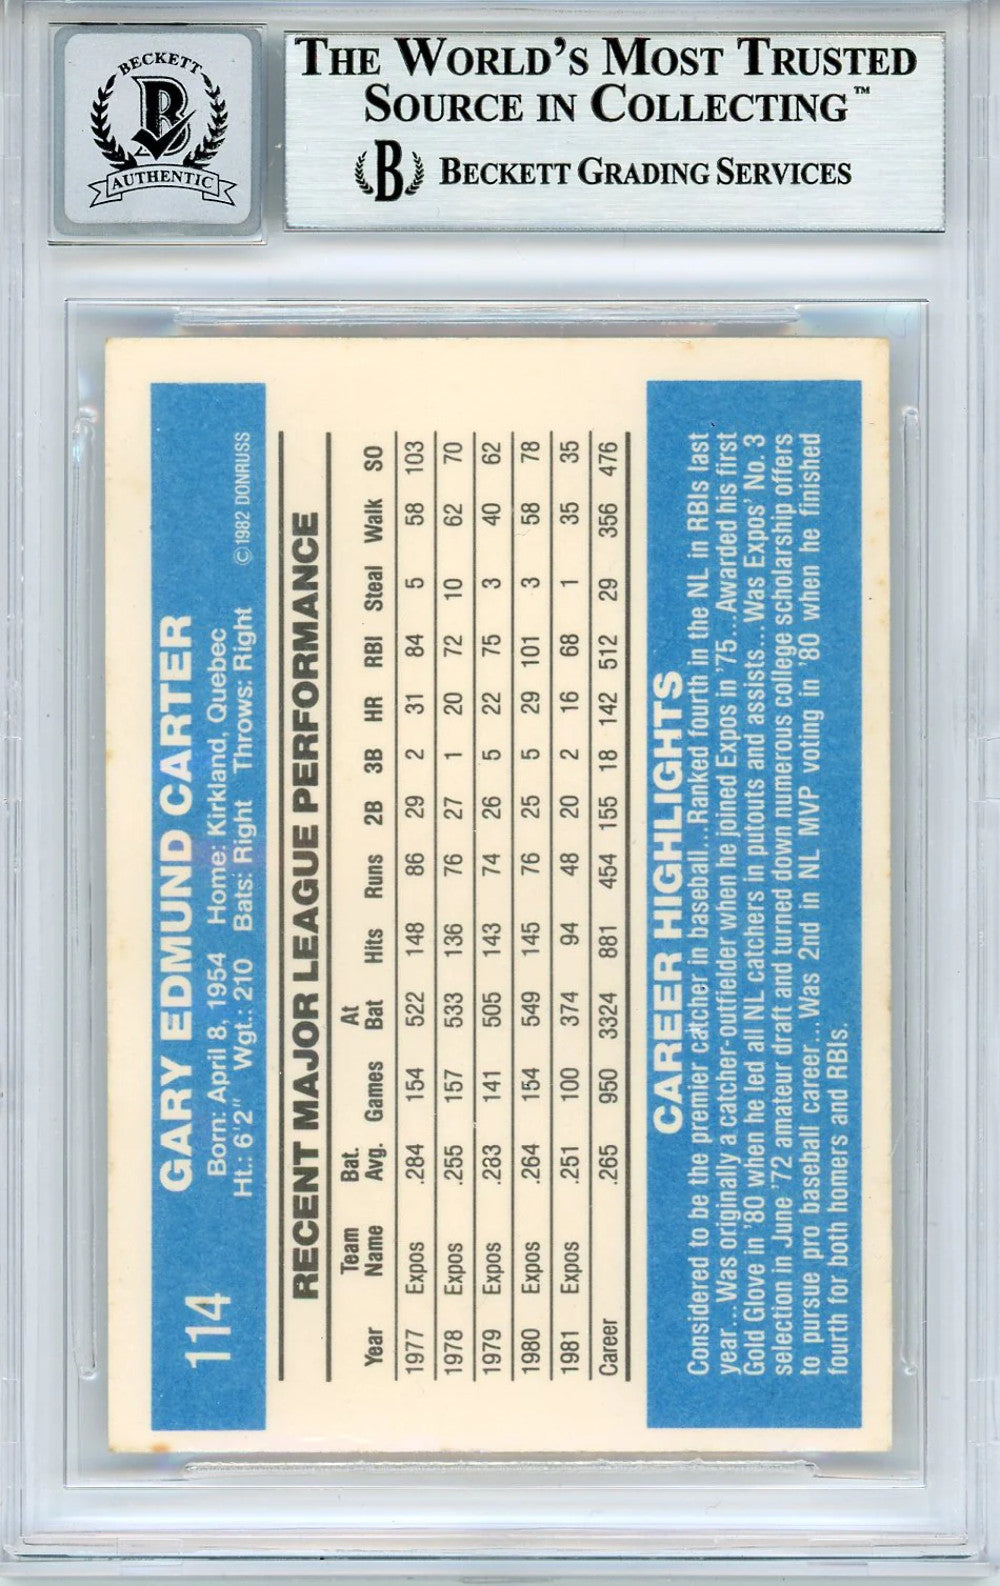 BECKETT
B
AUTHENTIC
THE WORLD'S MOST TRUSTED
SOURCE IN COLLECTING™
B BECKETT GRADING SERVICES
114 GARY EDMUND CARTER
Born: April 8, 1954 Home: Kirkland, Quebec
Ht.: 6'2" Wgt.: 210 Bats: Right Throws: Right ©1982 DONRUSS
RECENT MAJOR LEAGUE PERFORMANCE
Year Team Name Bat. Avg. Games At Bat Hits Runs 2B 3B HR RBI Steal Walk SO
1977 Expos .284 154 522 148 86 29 2 31 84 5 58 103
1978 Expos .255 157 533 136 76 27 1 20 72 10 62 70
1979 Expos .283 141 505 143 74 26 5 22 75 3 40 62
1980 Expos .264 154 549 145 76 25 5 29 101 3 58 78
1981 Expos .251 100 374 94 48 20 2 16 68 1 35 35
Career .265 950 3324 881 454 155 18 142 512 29 356 476
CAREER HIGHLIGHTS
Considered to be the premier catcher in baseball...Ranked fourth in the NL in RBIs last
year...Was originally a catcher-outfielder when he joined Expos in '75...Awarded his first
Gold Glove in '80 when he led all NL catchers in putouts and assists...Was Expos' No. 3
selection in June '72 amateur draft and turned down numerous college scholarship offers
to pursue pro baseball career...Was 2nd in NL MVP voting in '80 when he finished
fourth for both homers and RBIs.